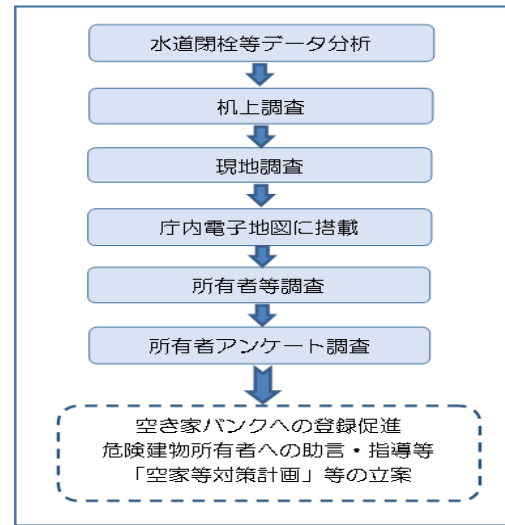 水道閉栓等データ分析
机上調査
現地調査
庁内電子地図に搭載
所有者等調査
所有者アンケート調査
空き家バンクへの登録促進
危険建物所有者への助言・指導等
「空家等対策計画」等の立案